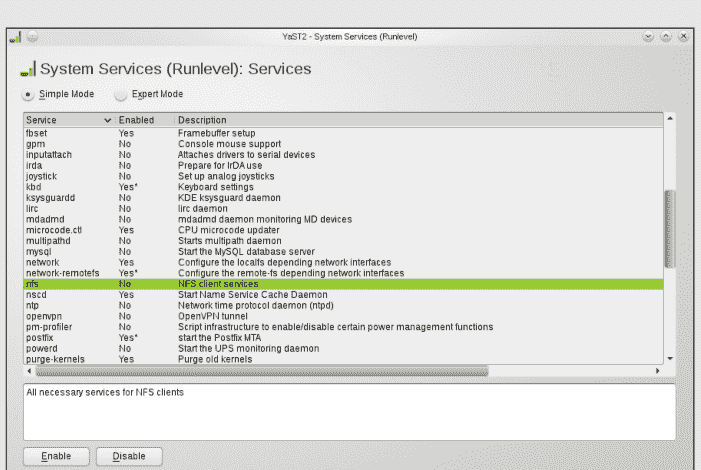 YaST2 - System Services (Runlevel)
System Services (Runlevel): Services
Simple Mode Expert Mode
Service Enabled Description
fbset Yes Framebuffer setup
gpm No Console mouse support
inputattach No Attaches drivers to serial devices
irda No Prepare for IrDA use
joystick No Set up analog joysticks
kbd Yes* Keyboard settings
ksysguardd No KDE ksysguard daemon
lirc No lirc daemon
mdadmd No mdadmd daemon monitoring MD devices
microcode.ctl Yes CPU microcode updater
multipathd No Starts multipath daemon
mysql No Start the MySQL database server
network Yes Configure the localfs depending network interfaces
network-remotefs Yes* Configure the remote-fs depending network interfaces
nfs No NFS client services
nscd Yes Start Name Service Cache Daemon
ntp No Network time protocol daemon (ntpd)
openvpn No OpenVPN tunnel
pm-profiler No Script infrastructure to enable/disable certain power management functions
postfix Yes* start the Postfix MTA
powerd No Start the UPS monitoring daemon
purge-kernels Yes Purge old kernels
All necessary services for NFS clients
Enable Disable